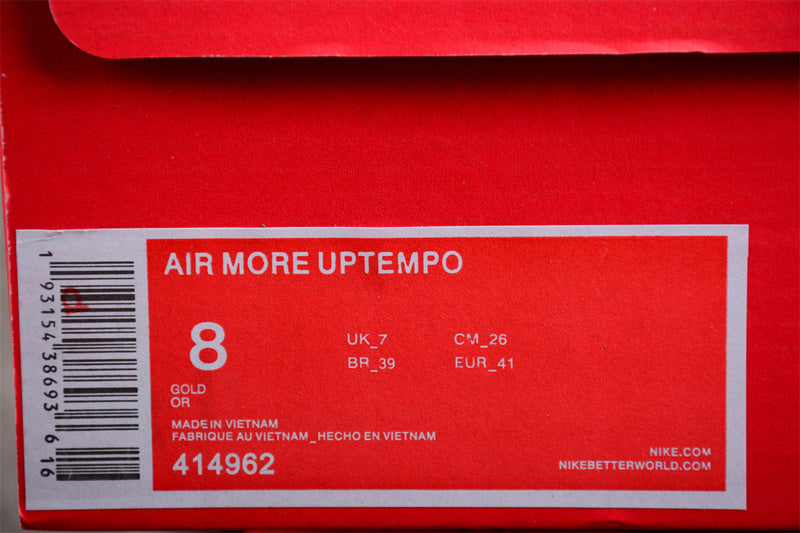 AIR MORE UPTEMPO
8
UK_7 CM_26
BR_39 EUR_41
GOLD
OR
MADE IN VIETNAM
FABRIQUE AU VIETNAM_HECHO EN VIETNAM
414962
NIKE.COM
NIKEBETTERWORLD.COM
1 93154 38693 6 16